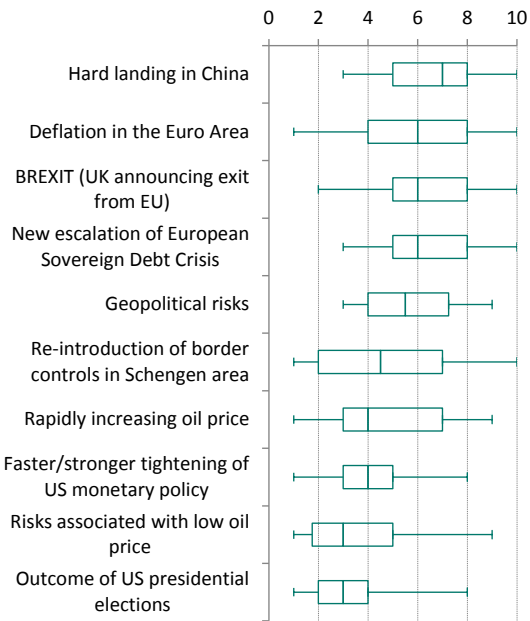 0 2 4 6 8 10
Hard landing in China
Deflation in the Euro Area
BREXIT (UK announcing exit
from EU)
New escalation of European
Sovereign Debt Crisis
Geopolitical risks
Re-introduction of border
controls in Schengen area
Rapidly increasing oil price
Faster/stronger tightening of
US monetary policy
Risks associated with low oil
price
Outcome of US presidential
elections